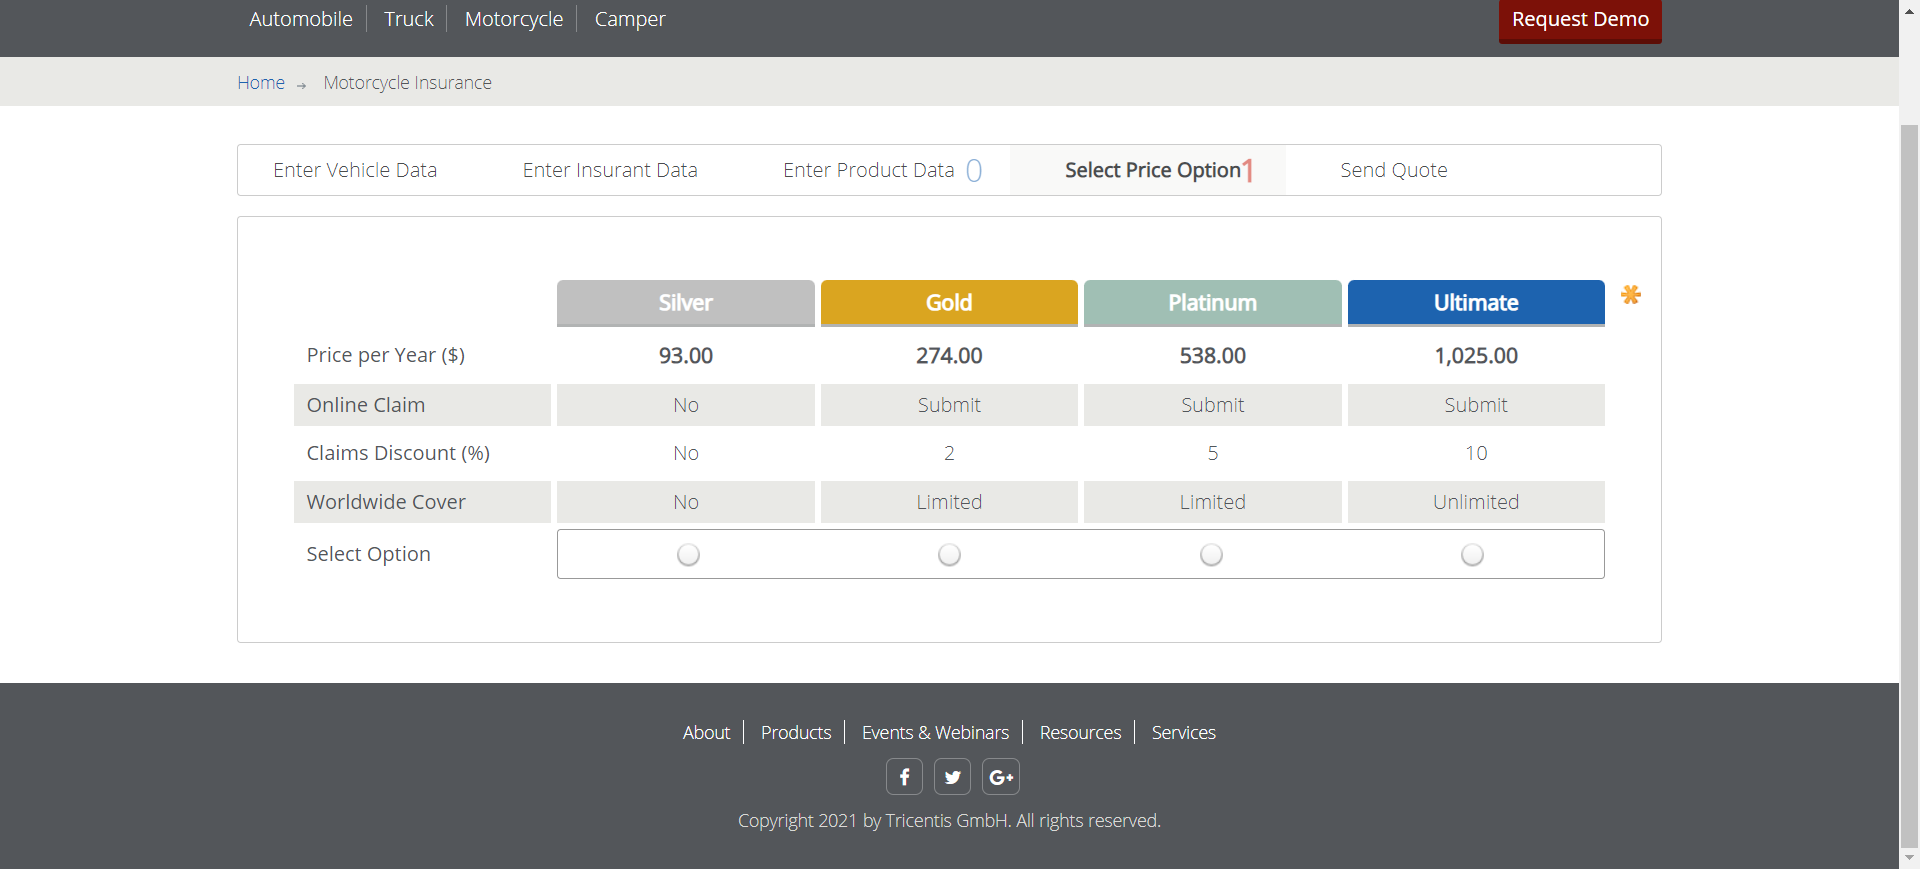 Automobile Truck Motorcycle Camper Request Demo
Home → Motorcycle Insurance
Enter Vehicle Data Enter Insurant Data Enter Product Data 0 Select Price Option 1 Send Quote
Silver Gold Platinum Ultimate
Price per Year ($) 93.00 274.00 538.00 1,025.00
Online Claim No Submit Submit Submit
Claims Discount (%) No 2 5 10
Worldwide Cover No Limited Limited Unlimited
Select Option
About Products Events & Webinars Resources Services
f G+
Copyright 2021 by Tricentis GmbH. All rights reserved.